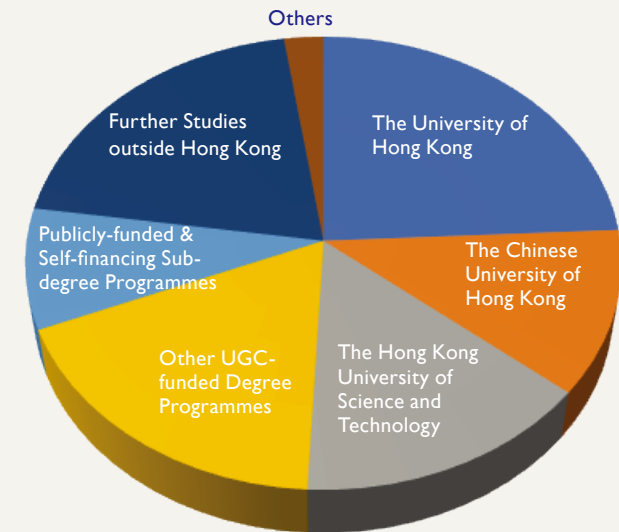 Others
The University of
Hong Kong
The Chinese
University of
Hong Kong
The Hong Kong
University of
Science and
Technology
Other UGC-
funded Degree
Programmes
Publicly-funded &
Self-financing Sub-
degree Programmes
Further Studies
outside Hong Kong